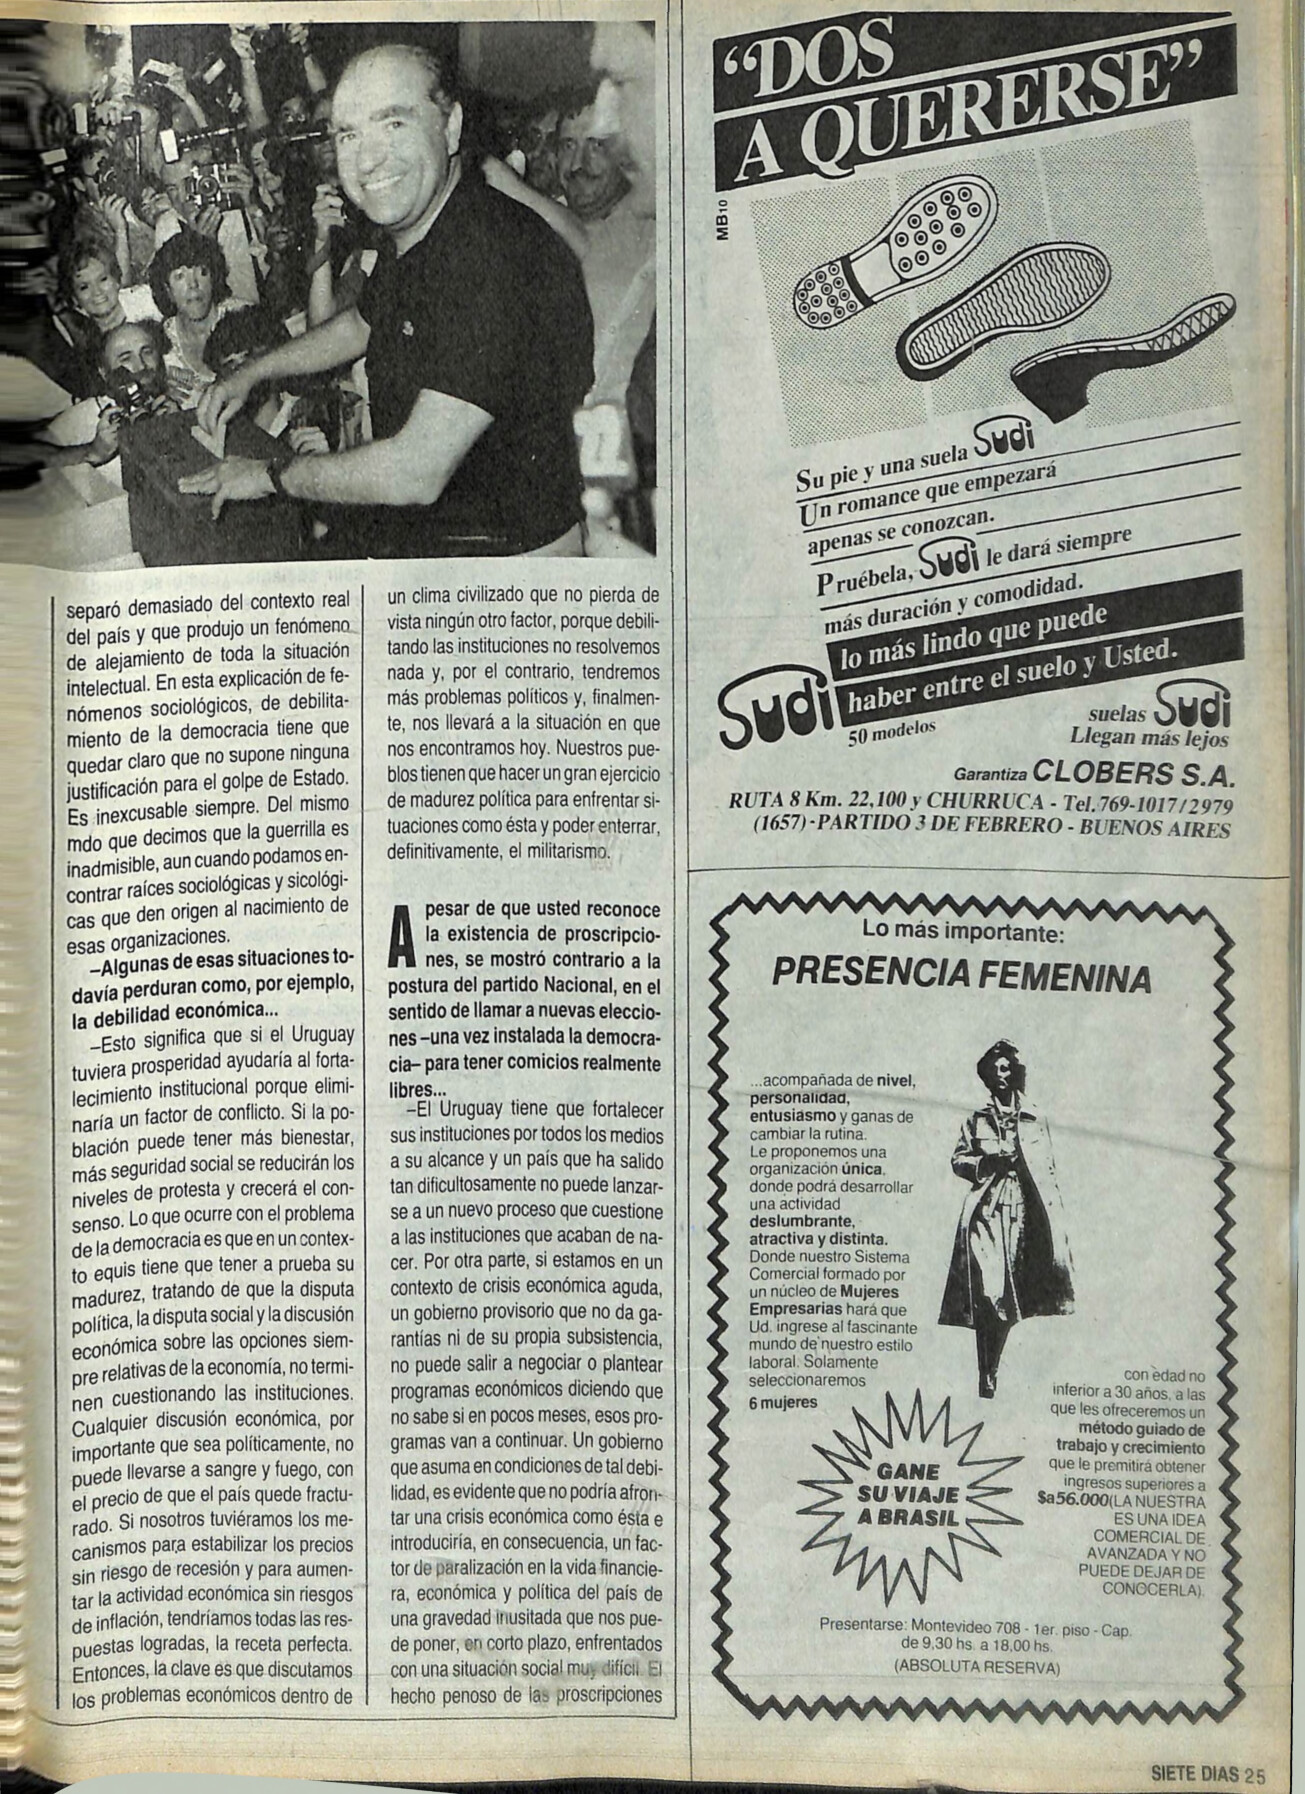 separó demasiado del contexto real
del país y que produjo un fenómeno
de alejamiento de toda la situación
intelectual. En esta explicación de fe-
nómenos sociológicos, de debilita-
miento de la democracia tiene que
quedar claro que no supone ninguna
justificación para el golpe de Estado.
Es inexcusable siempre. Del mismo
mdo que decimos que la guerrilla es
inadmisible, aun cuando podamos en-
contrar raíces sociológicas y sicológi-
cas que den origen al nacimiento de
esas organizaciones.
–Algunas de esas situaciones to-
davía perduran como, por ejemplo,
la debilidad económica...
–Esto significa que si el Uruguay
tuviera prosperidad ayudaría al forta-
lecimiento institucional porque elimi-
naría un factor de conflicto. Si la po-
blación puede tener más bienestar,
más seguridad social se reducirán los
niveles de protesta y crecerá el con-
senso. Lo que ocurre con el problema
de la democracia es que en un contex-
to equis tiene que tener a prueba su
madurez, tratando de que la disputa
política, la disputa social y la discusión
económica sobre las opciones siem-
pre relativas de la economía, no termi-
nen cuestionando las instituciones.
Cualquier discusión económica, por
importante que sea políticamente, no
puede llevarse a sangre y fuego, con
el precio de que el país quede fractu-
rado. Si nosotros tuviéramos los me-
canismos para estabilizar los precios
sin riesgo de recesión y para aumen-
tar la actividad económica sin riesgos
de inflación, tendríamos todas las res-
puestas logradas, la receta perfecta.
Entonces, la clave es que discutamos
los problemas económicos dentro de
un clima civilizado que no pierda de
vista ningún otro factor, porque debili-
tando las instituciones no resolvemos
nada y, por el contrario, tendremos
más problemas políticos y, finalmen-
te, nos llevará a la situación en que
nos encontramos hoy. Nuestros pue-
blos tienen que hacer un gran ejercicio
de madurez política para enfrentar si-
tuaciones como ésta y poder enterrar,
definitivamente, el militarismo.
A pesar de que usted reconoce
la existencia de proscripcio-
nes, se mostró contrario a la
postura del partido Nacional, en el
sentido de llamar a nuevas eleccio-
nes –una vez instalada la democra-
cia– para tener comicios realmente
libres...
–El Uruguay tiene que fortalecer
sus instituciones por todos los medios
a su alcance y un país que ha salido
tan dificultosamente no puede lanzar-
se a un nuevo proceso que cuestione
a las instituciones que acaban de na-
cer. Por otra parte, si estamos en un
contexto de crisis económica aguda,
un gobierno provisorio que no da ga-
rantías ni de su propia subsistencia,
no puede salir a negociar o plantear
programas económicos diciendo que
no sabe si en pocos meses, esos pro-
gramas van a continuar. Un gobierno
que asuma en condiciones de tal debi-
lidad, es evidente que no podría afron-
tar una crisis económica como ésta e
introduciría, en consecuencia, un fac-
tor de paralización en la vida financie-
ra, económica y política del país de
una gravedad inusitada que nos pue-
de poner, en corto plazo, enfrentados
con una situación social muy difícil. El
hecho penoso de las proscripciones
“DOS
A QUERERSE”
MB10
Su pie y una suela Sudi
Un romance que empezará
apenas se conozcan.
Pruébela, Sudi le dará siempre
más duración y comodidad.
lo más lindo que puede
Sudi haber entre el suelo y Usted.
50 modelos
suelas Sudi
Llegan más lejos
Garantiza CLOBERS S.A.
RUTA 8 Km. 22,100 y CHURRUCA - Tel. 769-1017/2979
(1657) - PARTIDO 3 DE FEBRERO - BUENOS AIRES
Lo más importante:
PRESENCIA FEMENINA
...acompañada de nivel,
personalidad,
entusiasmo y ganas de
cambiar la rutina.
Le proponemos una
organización única,
donde podrá desarrollar
una actividad
deslumbrante,
atractiva y distinta.
Donde nuestro Sistema
Comercial formado por
un núcleo de Mujeres
Empresarias hará que
Ud. ingrese al fascinante
mundo de nuestro estilo
laboral. Solamente
seleccionaremos
6 mujeres
con edad no
inferior a 30 años, a las
que les ofreceremos un
método guiado de
trabajo y crecimiento
que le premitirá obtener
ingresos superiores a
$a56.000(LA NUESTRA
ES UNA IDEA
COMERCIAL DE
AVANZADA Y NO
PUEDE DEJAR DE
CONOCERLA).
GANE
SU VIAJE
A BRASIL
Presentarse: Montevideo 708 - 1er. piso - Cap.
de 9,30 hs. a 18,00 hs.
(ABSOLUTA RESERVA)
SIETE DIAS 25